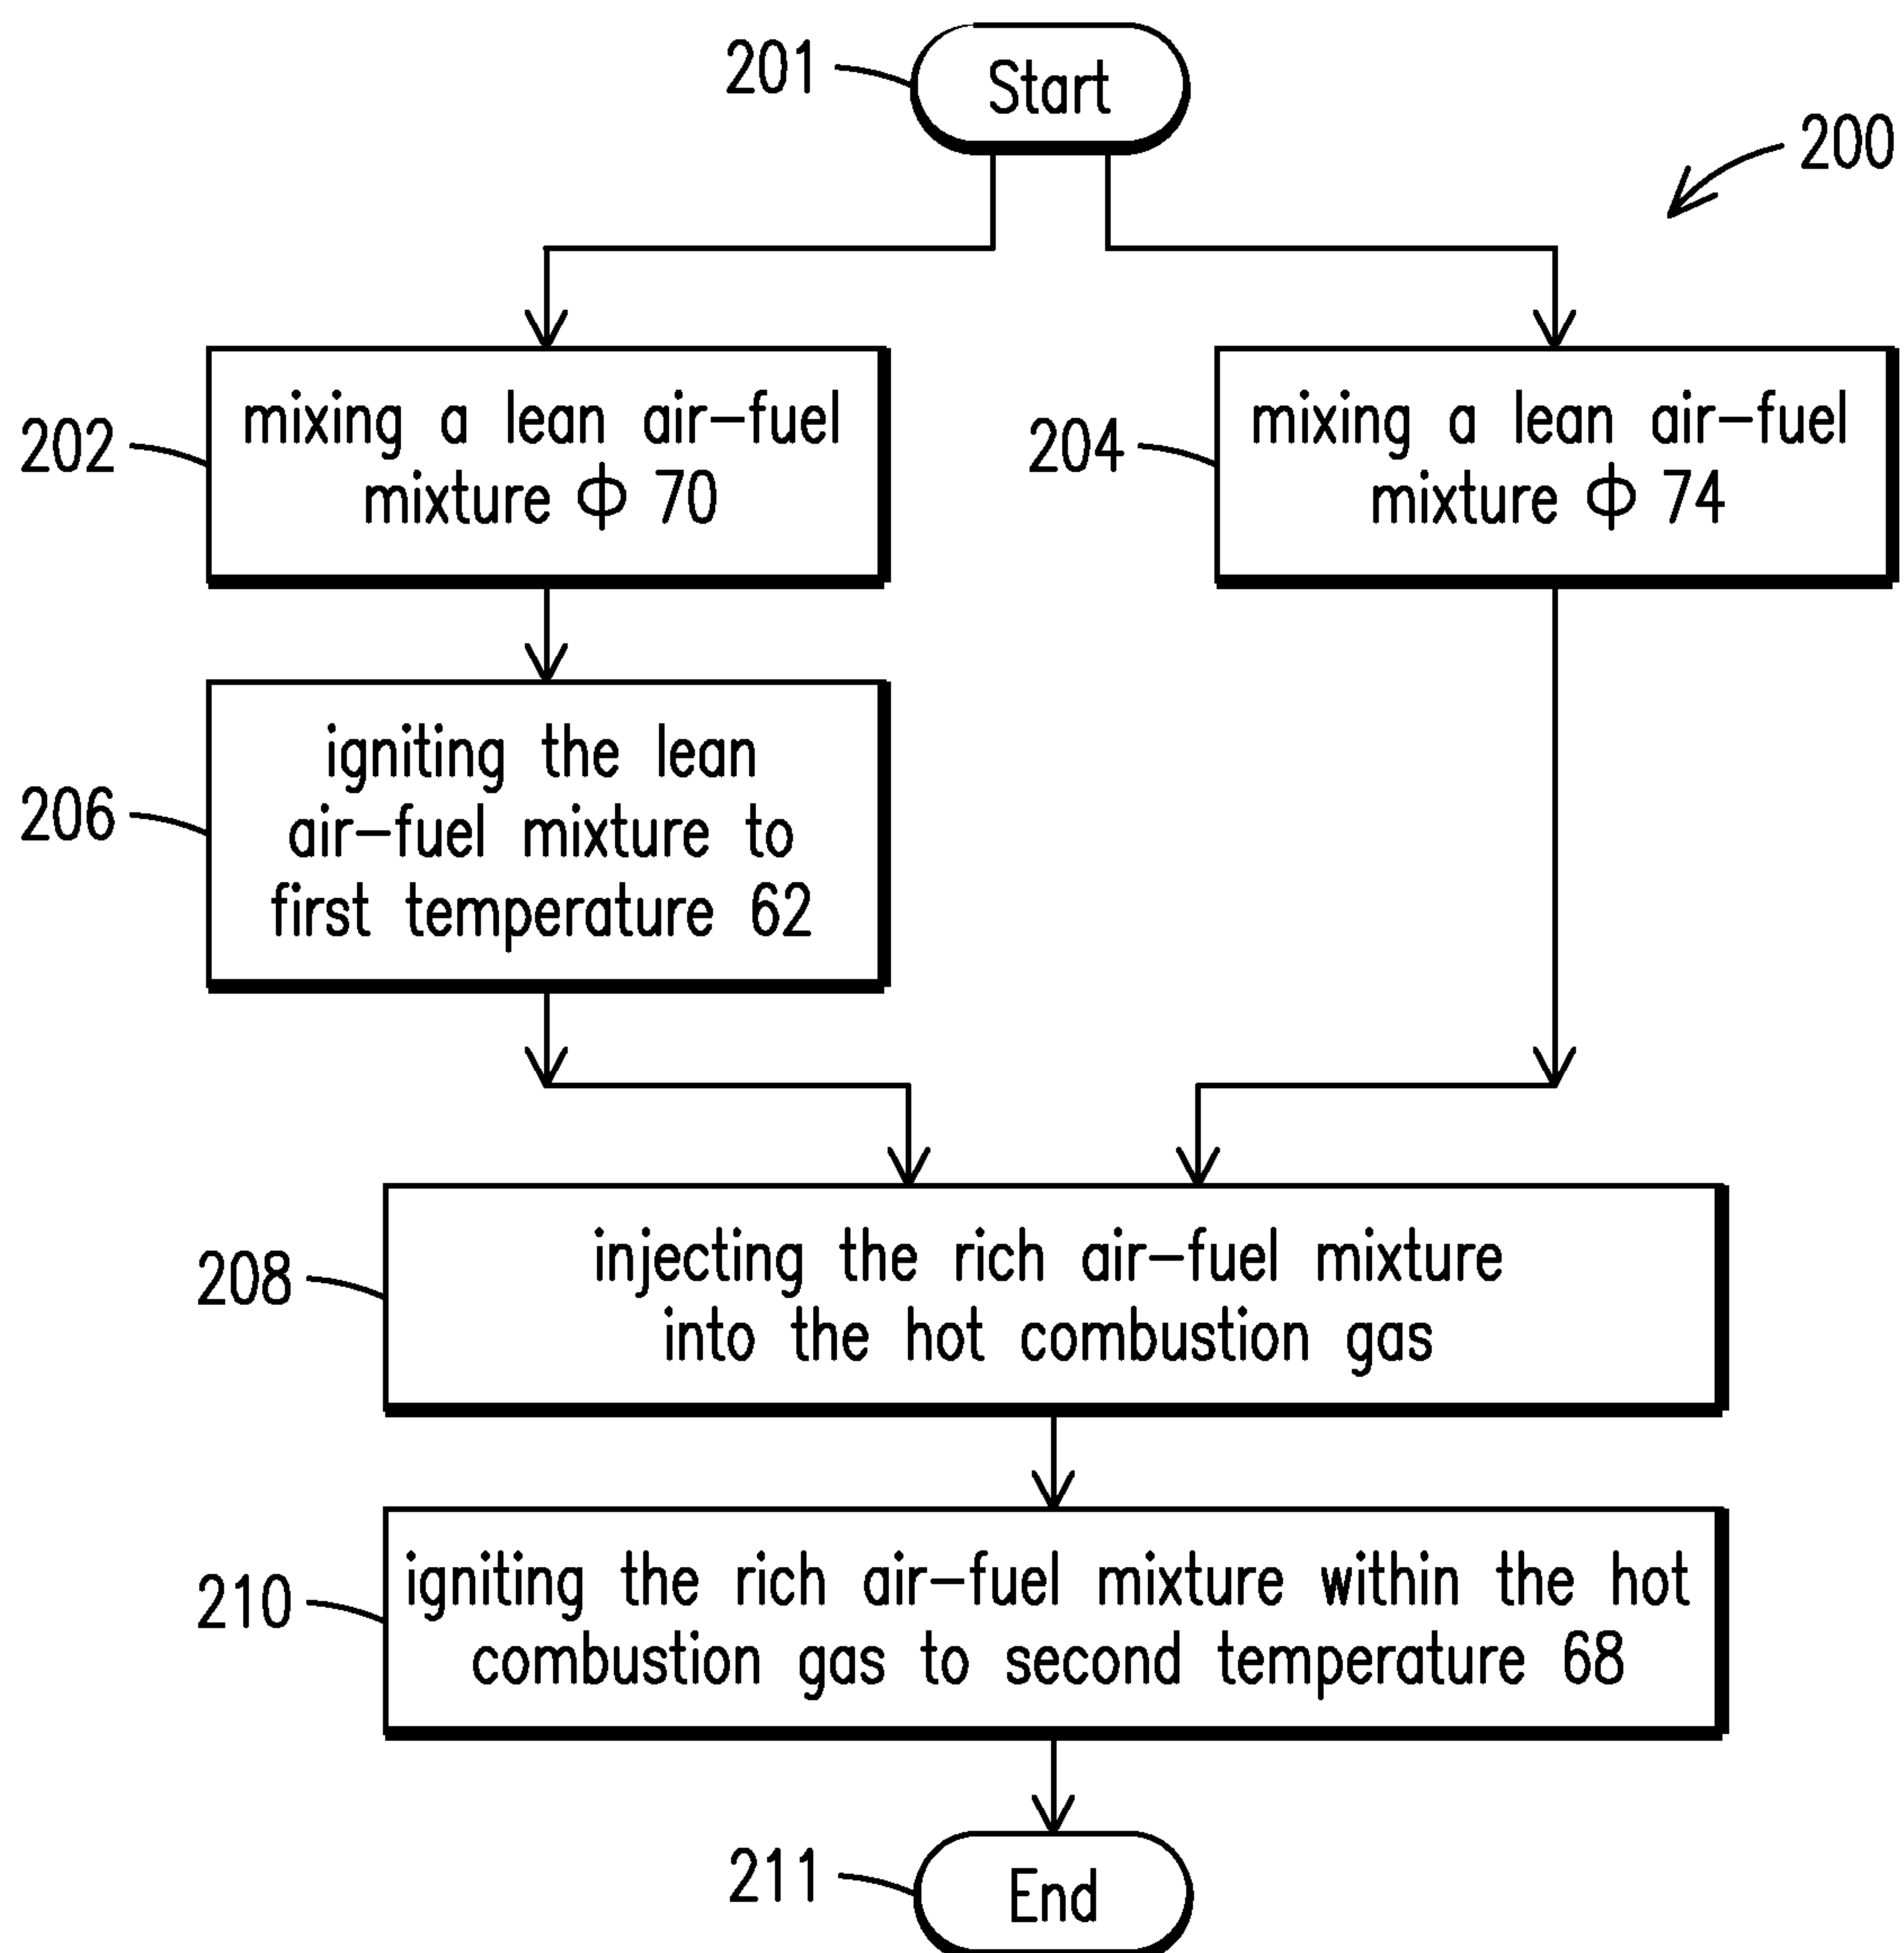 201
Start
200
202
mixing a lean air-fuel
mixture Φ 70
204
mixing a lean air-fuel
mixture Φ 74
206
igniting the lean
air-fuel mixture to
first temperature 62
208
injecting the rich air-fuel mixture
into the hot combustion gas
210
igniting the rich air-fuel mixture within the hot
combustion gas to second temperature 68
211
End